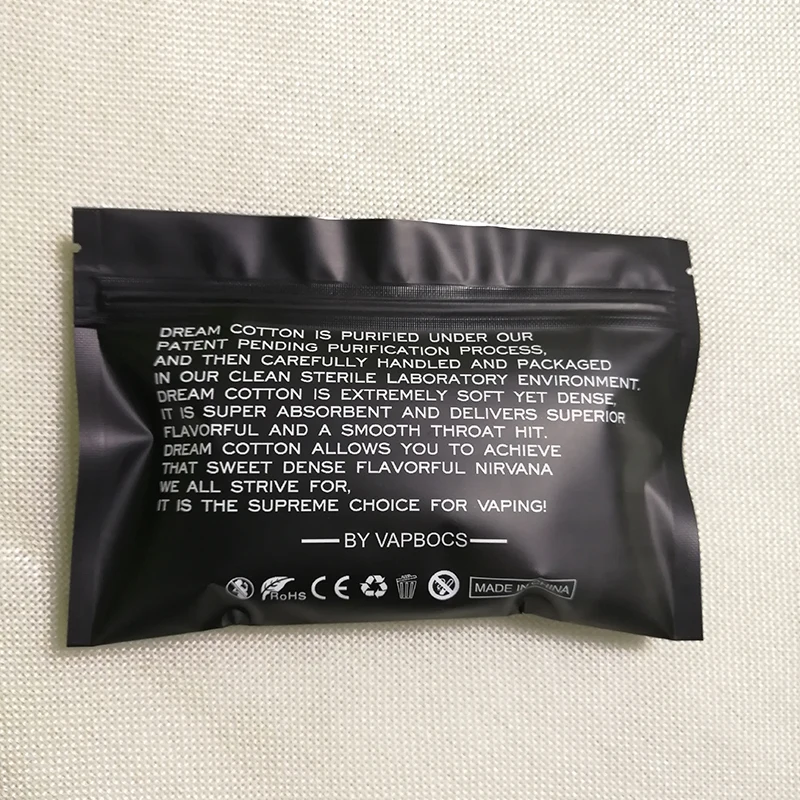 DREAM COTTON IS PURIFIED UNDER OUR
PATENT PENDING PURIFICATION PROCESS,
AND THEN CAREFULLY HANDLED AND PACKAGED
IN OUR CLEAN STERILE LABORATORY ENVIRONMENT.
DREAM COTTON IS EXTREMELY SOFT YET DENSE,
IT IS SUPER ABSORBENT AND DELIVERS SUPERIOR
FLAVORFUL AND A SMOOTH THROAT HIT.
DREAM COTTON ALLOWS YOU TO ACHIEVE
THAT SWEET DENSE FLAVORFUL NIRVANA
WE ALL STRIVE FOR,
IT IS THE SUPREME CHOICE FOR VAPING!
BY VAPBOCS
RoHS CE MADE IN CHINA